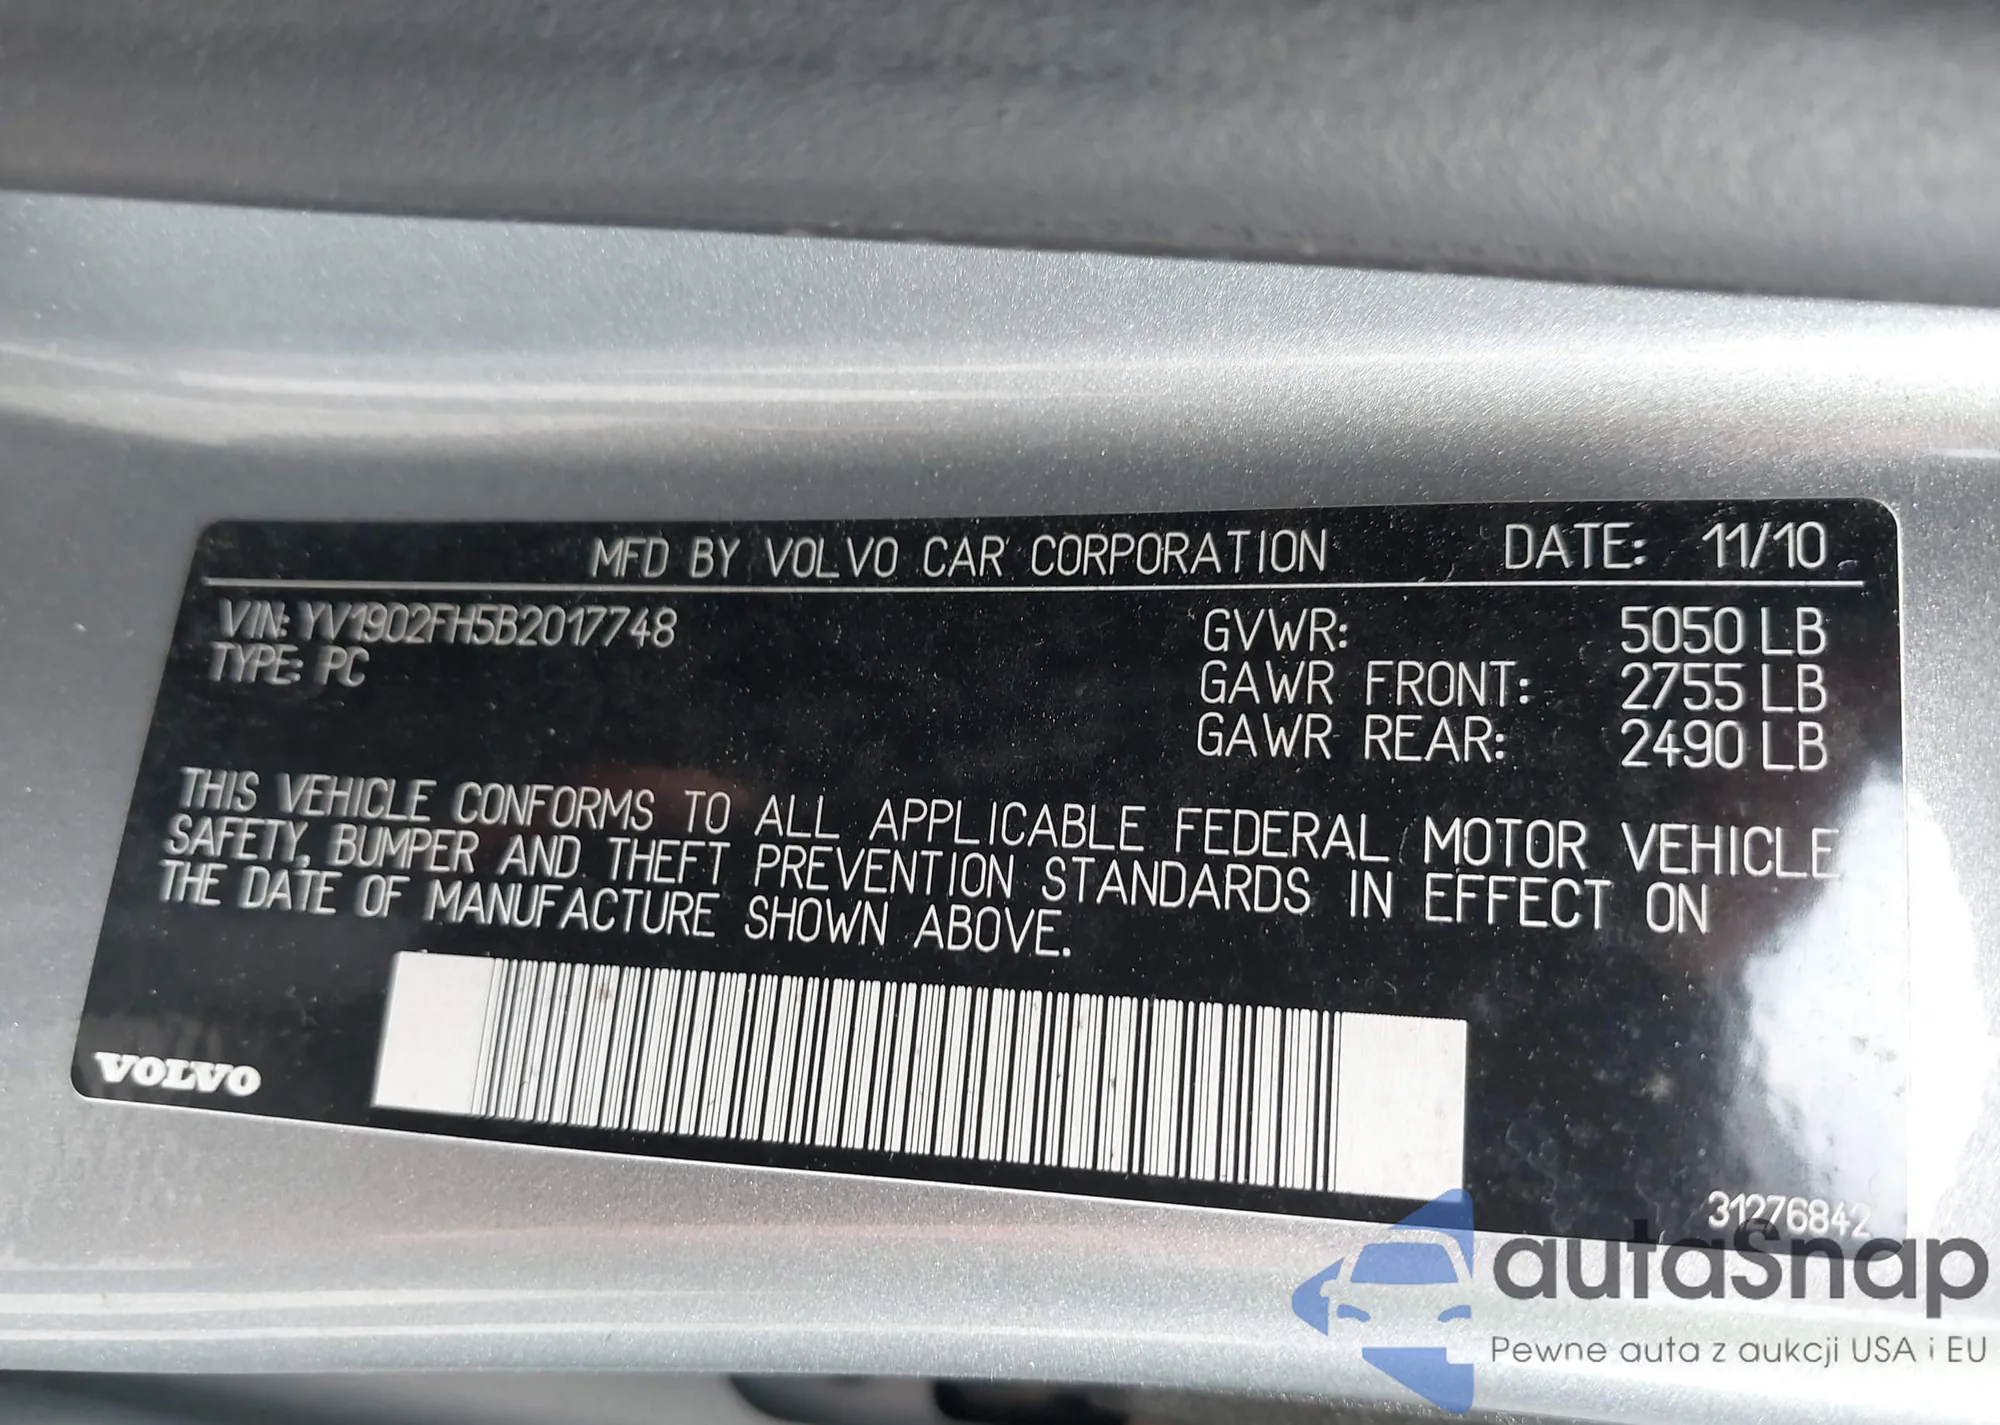 MFD BY VOLVO CAR CORPORATION DATE: 11/10
VIN: YV1902FH5B2017748
TYPE: PC
GVWR: 5050 LB
GAWR FRONT: 2755 LB
GAWR REAR: 2490 LB
THIS VEHICLE CONFORMS TO ALL APPLICABLE FEDERAL MOTOR VEHICLE
SAFETY, BUMPER AND THEFT PREVENTION STANDARDS IN EFFECT ON
THE DATE OF MANUFACTURE SHOWN ABOVE.
VOLVO
31276842
autaSnap
Pewne auta z aukcji USA i EU